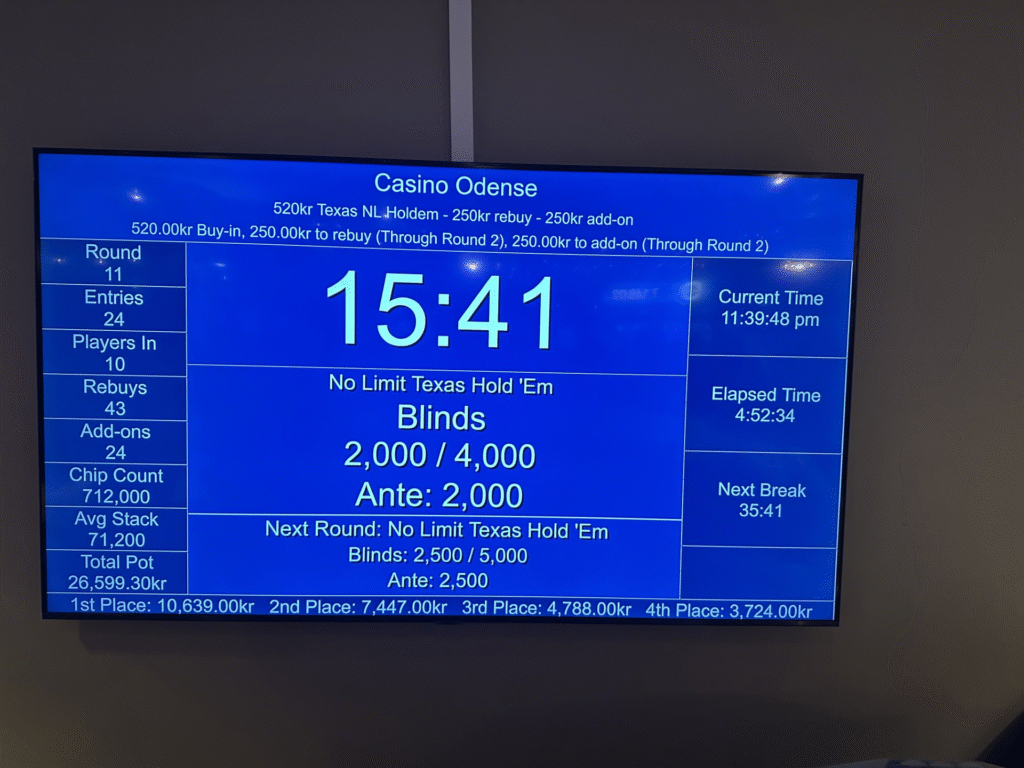 Casino Odense
520kr Texas NL Holdem - 250kr rebuy - 250kr add-on
520.00kr Buy-in, 250.00kr to rebuy (Through Round 2), 250.00kr to add-on (Through Round 2)
Round
11
Entries
24
Players In
10
Rebuys
43
Add-ons
24
Chip Count
712,000
Avg Stack
71,200
Total Pot
26,599.30kr
15:41
No Limit Texas Hold 'Em
Blinds
2,000 / 4,000
Ante: 2,000
Next Round: No Limit Texas Hold 'Em
Blinds: 2,500 / 5,000
Ante: 2,500
Current Time
11:39:48 pm
Elapsed Time
4:52:34
Next Break
35:41
1st Place: 10,639.00kr 2nd Place: 7,447.00kr 3rd Place: 4,788.00kr 4th Place: 3,724.00kr